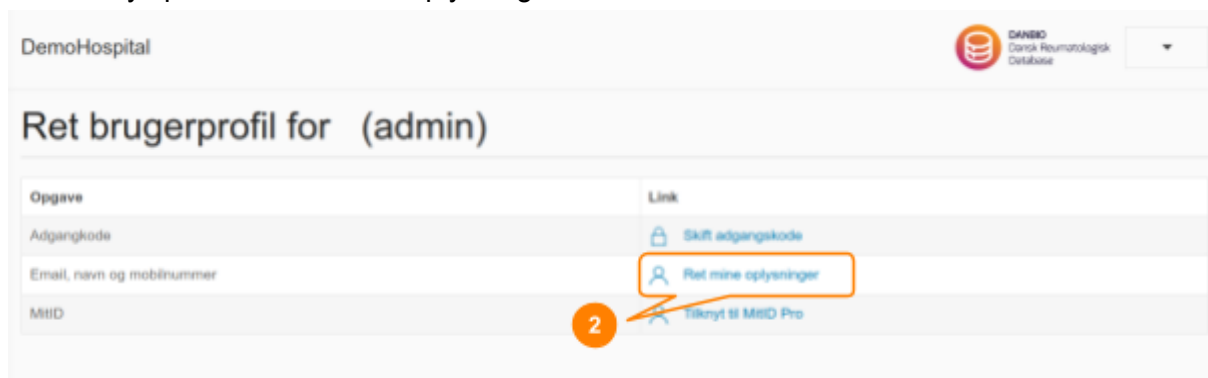 DemoHospital
DANBIO
Dansk Reumatologisk
Database
Ret brugerprofil for (admin)
Opgave Link
Adgangkode Skift adgangskode
Email, navn og mobilnummer Ret mine oplysninger
MitID Tilknyt til MitID Pro
2